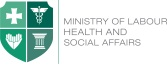 MINISTRY OF LABOUR
HEALTH AND
SOCIAL AFFAIRS